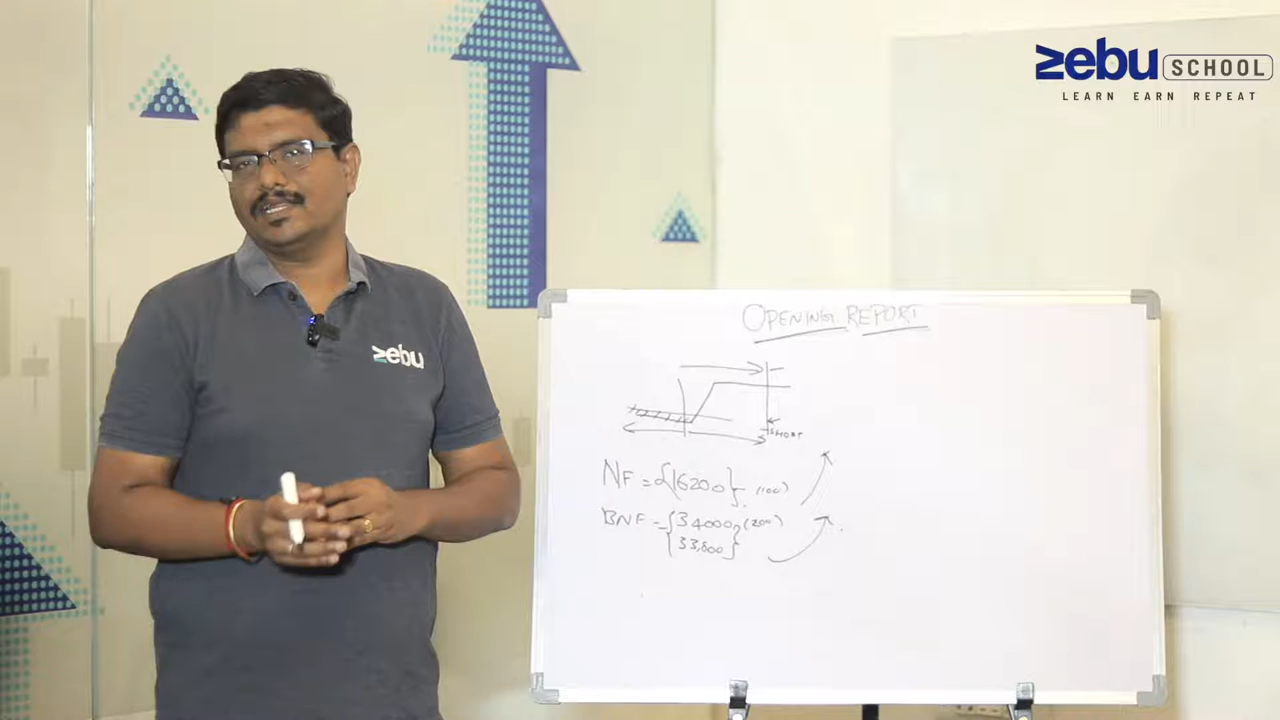 zebu SCHOOL
LEARN EARN REPEAT
zebu
OPENING REPORT
SHORT
NF = {16200} (100)
BNF = {34000} (200)
{33,800}